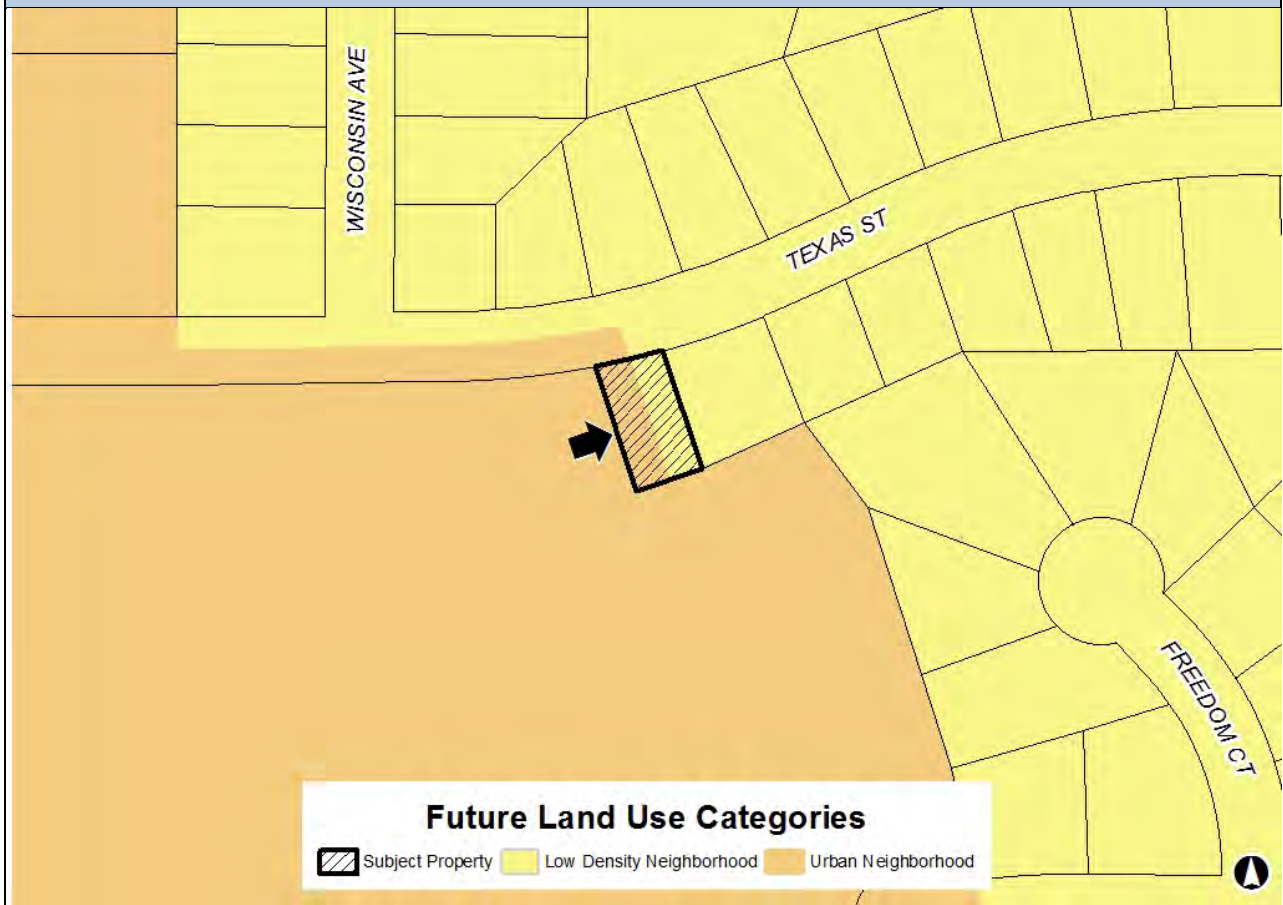 WISCONSIN AVE
TEXAS ST
FREEDOM CT
Future Land Use Categories
Subject Property Low Density Neighborhood Urban Neighborhood